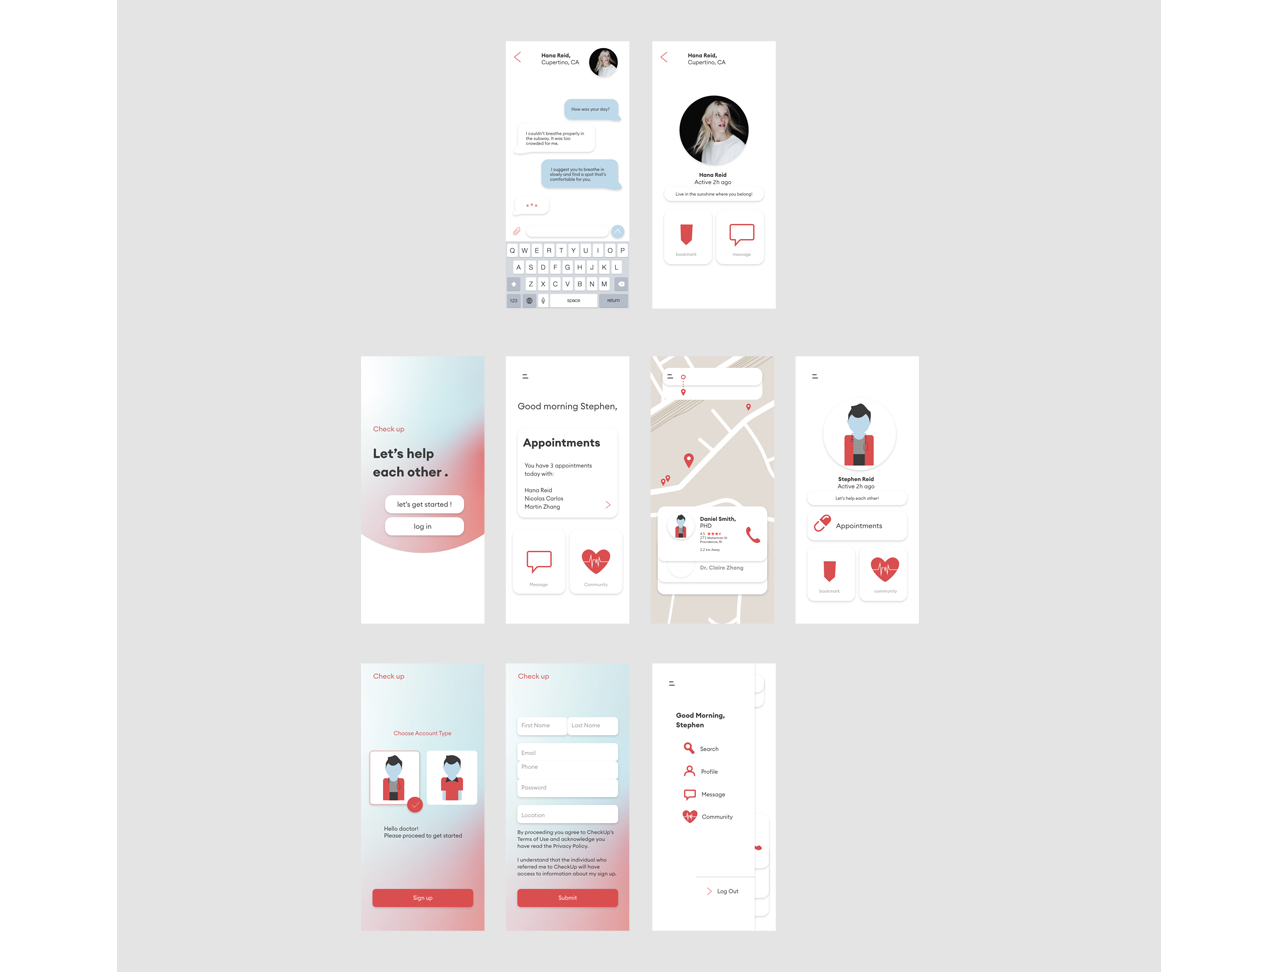 Hana Reid,
Cupertino, CA
How was your day?
I couldn't breathe properly in
the subway. It was too
crowded for me.
I suggest you to breathe in
slowly and find a spot that's
comfortable for you.
Q W E R T Y U I O P
A S D F G H J K L
Z X C V B N M
123 space return
Hana Reid,
Cupertino, CA
Hana Reid
Active 2h ago
Live in the sunshine where you belong!
bookmark message
Check up
Let's help
each other .
let's get started !
log in
Good morning Stephen,
Appointments
You have 3 appointments
today with:
Hana Reid
Nicolas Carlos
Martin Zhang
Message Community
Daniel Smith,
PHD
4.5
Providence, RI
2.2 km Away
Dr. Claire Zhang
Stephen Reid
Active 2h ago
Let's help each other!
Appointments
bookmark community
Check up
Choose Account Type
Hello doctor!
Please proceed to get started
Sign up
Check up
First Name Last Name
Email
Phone
Password
Location
By proceeding you agree to CheckUp's
Terms of Use and acknowledge you
have read the Privacy Policy.
I understand that the individual who
referred me to CheckUp will have
access to information about my sign up.
Submit
Good Morning,
Stephen
Search
Profile
Message
Community
Log Out